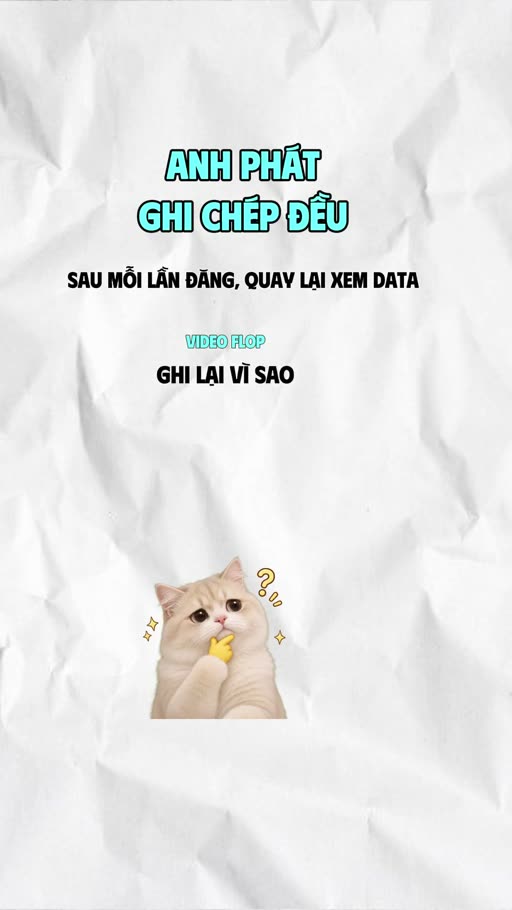 ANH PHÁT
GHI CHÉP ĐỀU
SAU MỖI LẦN ĐĂNG, QUAY LẠI XEM DATA
VIDEO FLOP
GHI LẠI VÌ SAO
?